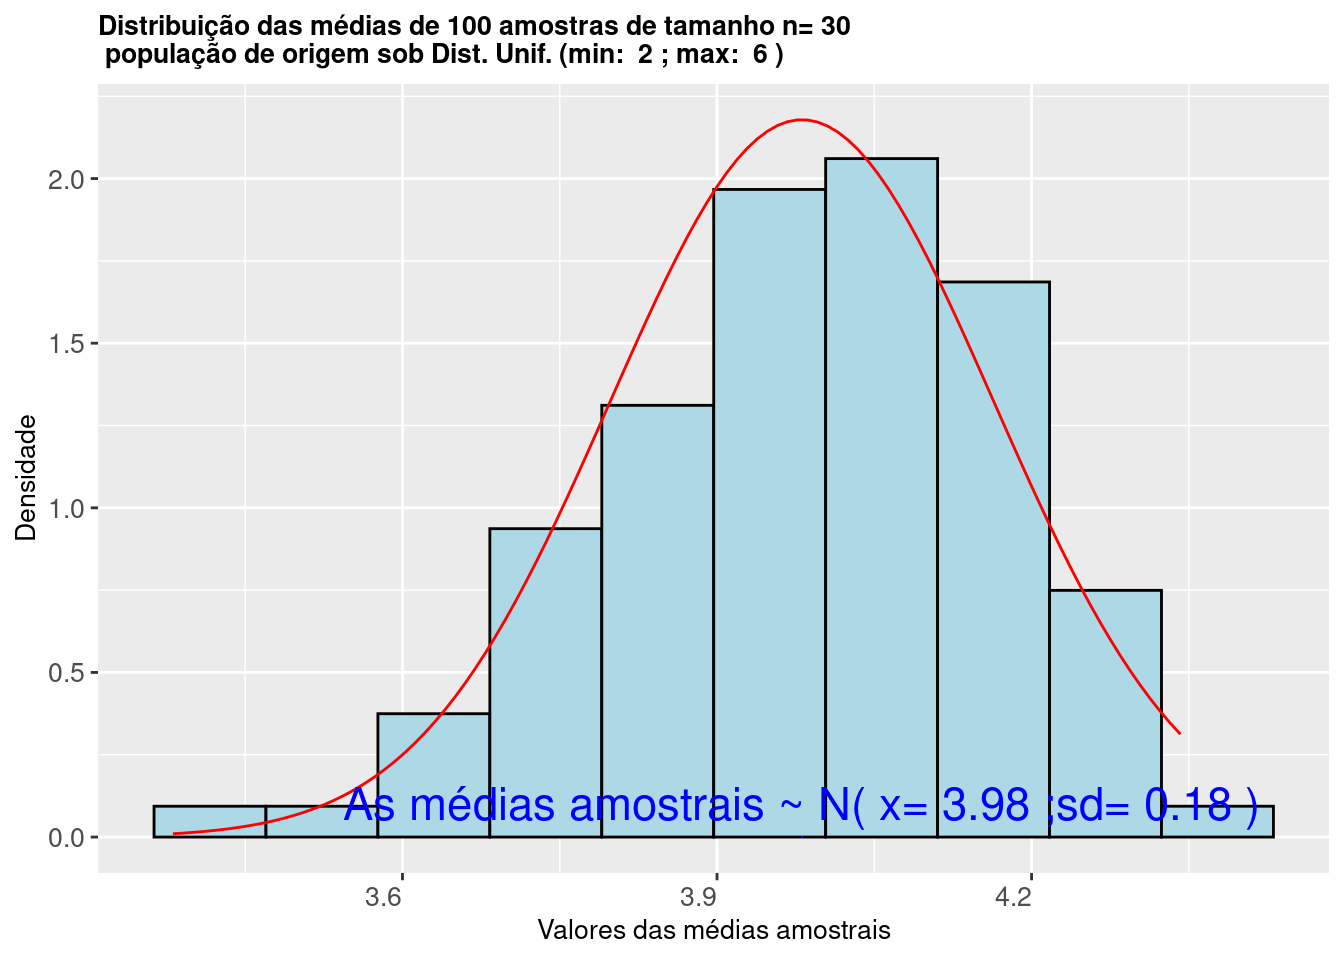 Distribuição das médias de 100 amostras de tamanho n= 30
população de origem sob Dist. Unif. (min:  2 ; max:  6 )
Densidade
2.0
1.5
1.0
0.5
0.0
As médias amostrais ~ N( x= 3.98 ;sd= 0.18 )
3.6 3.9 4.2
Valores das médias amostrais